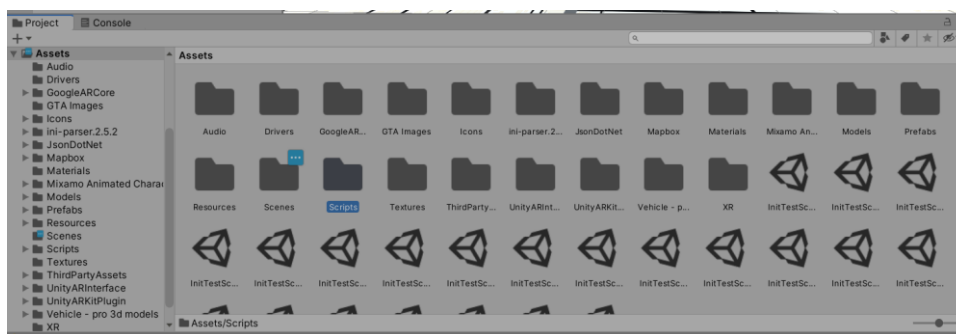 Project
Console
Assets
Audio
Drivers
GoogleARCore
GTA Images
Icons
ini-parser.2.5.2
JsonDotNet
Mapbox
Materials
Mixamo Animated Chara
Models
Prefabs
Resources
Scenes
Scripts
Textures
ThirdPartyAssets
UnityARInterface
UnityARKitPlugin
Vehicle - pro 3d models
XR
Assets
Audio Drivers GoogleAR... GTA Images Icons ini-parser.2... JsonDotNet Mapbox Materials Mixamo An... Models Prefabs
Resources Scenes Scripts Textures ThirdParty... UnityARInt... UnityARKit... Vehicle - p... XR InitTestSc... InitTestSc... InitTestSc...
InitTestSc... InitTestSc... InitTestSc... InitTestSc... InitTestSc... InitTestSc... InitTestSc... InitTestSc... InitTestSc... InitTestSc... InitTestSc... InitTestSc...
Assets/Scripts